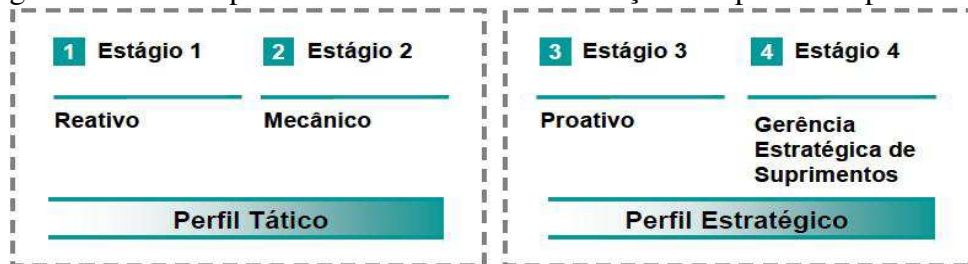 1 Estágio 1
2 Estágio 2
Reativo
Mecânico
Perfil Tático
3 Estágio 3
4 Estágio 4
Proativo
Gerência
Estratégica de
Suprimentos
Perfil Estratégico